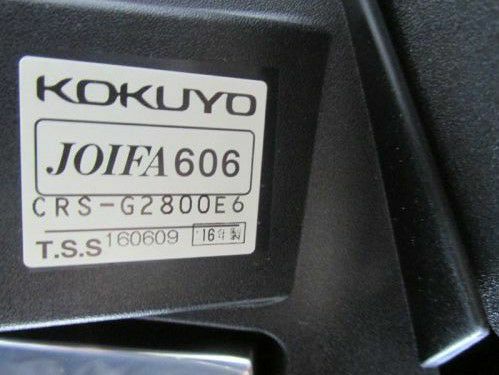 KOKUYO
JOIFA 606
CRS-G2800E6
T.S.S 160609 '16年製